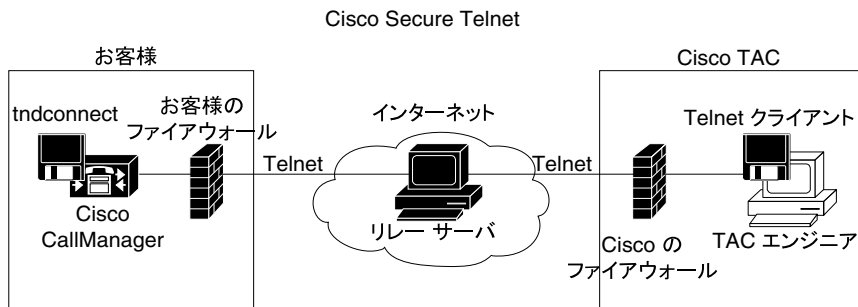 Cisco Secure Telnet
お客様
Cisco TAC
tndconnect
お客様の
ファイアウォール
インターネット
Telnet クライアント
Telnet
Telnet
Cisco
CallManager
リレー サーバ
Cisco の
ファイアウォール
TAC エンジニア